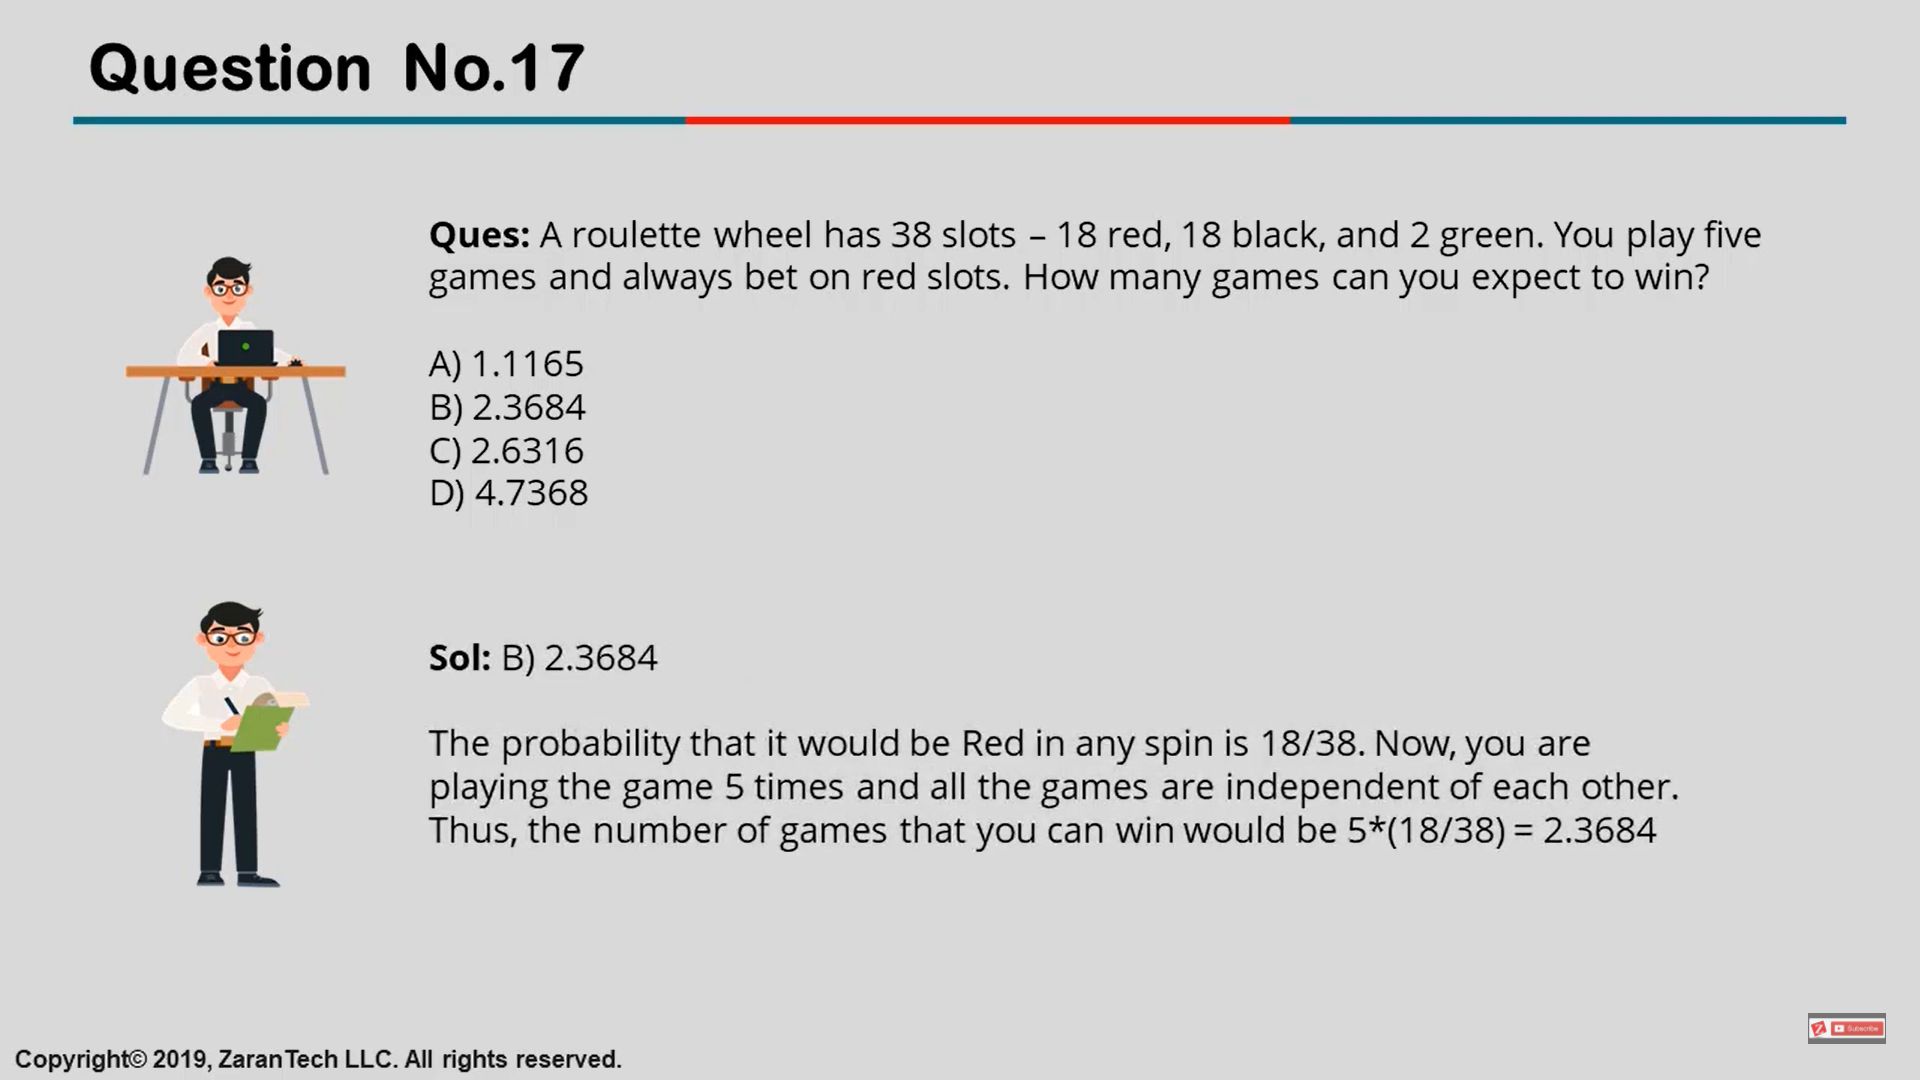 Question No.17
Ques: A roulette wheel has 38 slots – 18 red, 18 black, and 2 green. You play five
games and always bet on red slots. How many games can you expect to win?
A) 1.1165
B) 2.3684
C) 2.6316
D) 4.7368
Sol: B) 2.3684
The probability that it would be Red in any spin is 18/38. Now, you are
playing the game 5 times and all the games are independent of each other.
Thus, the number of games that you can win would be 5*(18/38) = 2.3684
Subscribe
Copyright© 2019, ZaranTech LLC. All rights reserved.